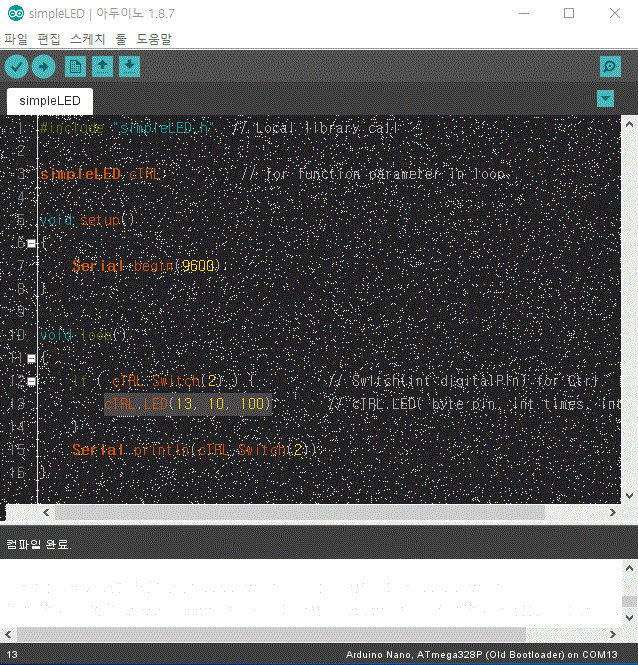 simpleLED | 아두이노 1.8.7
파일 편집 스케치 툴 도움말
simpleLED
1 #include "simpleLED.h" // Local library call
2
3 simpleLED cTRL // for function parameter in loop
4
5 void setup()
6 {
7 Serial.begin(9600)
8 }
9
10 void loop()
11 {
12 if ( cTRL.Switch(2) ) { // Switch(int digitalPin) for Ctrl
13 cTRL.LED(13, 10, 100) // cTRL.LED( byte pin, int times, int
14 }
15 Serial.println(cTRL.Switch(2))
16 }
컴파일 완료.
13 Arduino Nano, ATmega328P (Old Bootloader) on COM13